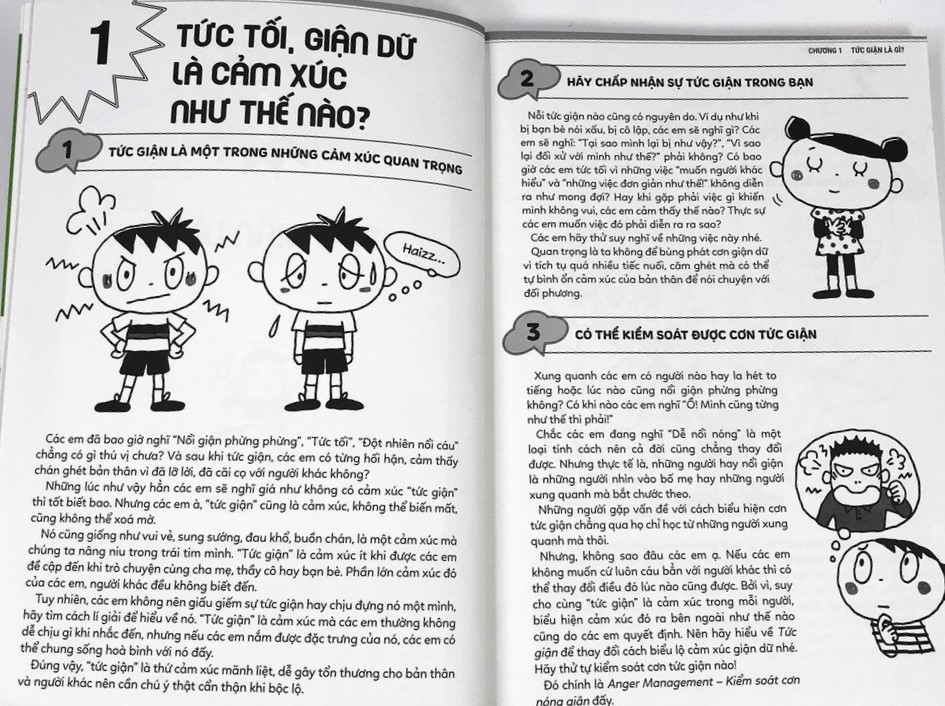 1
TỨC TỐI, GIẬN DỮ
LÀ CẢM XÚC
NHƯ THẾ NÀO?
1
TỨC GIẬN LÀ MỘT TRONG NHỮNG CẢM XÚC QUAN TRỌNG
Haizz...
Các em đã bao giờ nghĩ “Nổi giận phừng phừng”, “Tức tối”, “Đột nhiên nổi cáu”
chẳng có gì thú vị chưa? Và sau khi tức giận, các em có từng hối hận, cảm thấy
chán ghét bản thân vì đã lỡ lời, đã cãi cọ với người khác không?
Những lúc như vậy hẳn các em sẽ nghĩ giá như không có cảm xúc “tức giận”
thì tốt biết bao. Nhưng các em à, “tức giận” cũng là cảm xúc, không thể biến mất,
cũng không thể xoá mờ.
Nó cũng giống như vui vẻ, sung sướng, đau khổ, buồn chán, là một cảm xúc mà
chúng ta nâng niu trong trái tim mình. “Tức giận” là cảm xúc ít khi được các em
đề cập đến khi trò chuyện cùng cha mẹ, thầy cô hay bạn bè. Phần lớn cảm xúc đó
của các em, người khác đều không biết đến.
Tuy nhiên, các em không nên giấu giếm sự tức giận hay chịu đựng nó một mình,
hãy tìm cách lí giải để hiểu về nó. “Tức giận” là cảm xúc mà các em thường không
dễ chịu gì khi nhắc đến, nhưng nếu các em nắm được đặc trưng của nó, các em có
thể chung sống hoà bình với nó đấy.
Đúng vậy, “tức giận” là thứ cảm xúc mãnh liệt, dễ gây tổn thương cho bản thân
và người khác nên cần chú ý thật cẩn thận khi bộc lộ.
CHƯƠNG 1 TỨC GIẬN LÀ GÌ?
2
HÃY CHẤP NHẬN SỰ TỨC GIẬN TRONG BẠN
Nỗi tức giận nào cũng có nguyên do. Ví dụ như khi
bị bạn bè nói xấu, bị cô lập, các em sẽ nghĩ gì? Các
em sẽ nghĩ: “Tại sao mình lại bị như vậy?”, “Vì sao
lại đối xử với mình như thế?” phải không? Có bao
giờ các em tức tối vì những việc “muốn người khác
hiểu” và “những việc đơn giản như thế!” không diễn
ra như mong đợi? Hay khi gặp phải việc gì khiến
mình không vui, các em cảm thấy thế nào? Thực sự
các em muốn việc đó phải diễn ra ra sao?
Các em hãy thử suy nghĩ về những việc này nhé.
Quan trọng là ta không để bùng phát cơn giận dữ
vì tích tụ quá nhiều tiếc nuối, căm ghét mà có thể
tự bình ổn cảm xúc của bản thân để nói chuyện với
đối phương.
3
CÓ THỂ KIỂM SOÁT ĐƯỢC CƠN TỨC GIẬN
Xung quanh các em có người nào hay la hét to
tiếng hoặc lúc nào cũng nổi giận phừng phừng
không? Có khi nào các em nghĩ “Ồ! Mình cũng từng
như thế thì phải!”
Chắc các em đang nghĩ “Dễ nổi nóng” là một
loại tính cách nên cả đời cũng chẳng thay đổi
được. Nhưng thực tế là, những người hay nổi giận
là những người nhìn vào bố mẹ hay những người
xung quanh mà bắt chước theo.
Những người gặp vấn đề với cách biểu hiện cơn
tức giận chẳng qua họ chỉ học từ những người xung
quanh mà thôi.
Nhưng, không sao đâu các em ạ. Nếu các em
không muốn cứ luôn cáu bẳn với người khác thì có
thể thay đổi điều đó lúc nào cũng được. Bởi vì, suy
cho cùng “tức giận” là cảm xúc trong mỗi người,
biểu hiện cảm xúc đó ra bên ngoài như thế nào
cũng do các em quyết định. Nên hãy hiểu về Tức
giận để thay đổi cách biểu lộ cảm xúc giận dữ nhé.
Hãy thử tự kiểm soát cơn tức giận nào!
Đó chính là Anger Management – Kiểm soát cơn
nóng giận đấy.